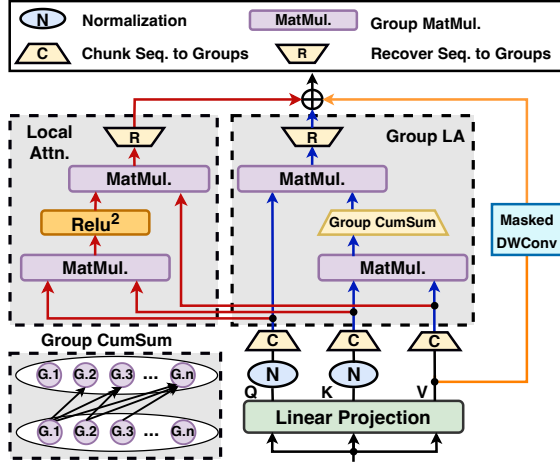 N Normalization MatMul. Group MatMul.
C Chunk Seq. to Groups R Recover Seq. to Groups
Local
Attn.
R
MatMul.
Relu²
MatMul.
Group LA
R
MatMul.
Group CumSum
MatMul.
Masked
DWConv
Group CumSum
G.1 G.2 G.3 ... G.n
G.1 G.2 G.3 ... G.n
C C C
N N
Q K V
Linear Projection